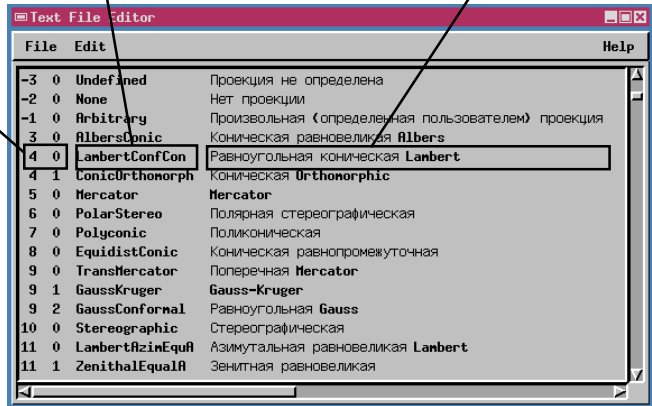 Text File Editor
File Edit Help
-3 0 Undefined Проекция не определена
-2 0 None Нет проекции
-1 0 Arbitrary Произвольная (определенная пользователем) проекция
3 0 AlbersConic Коническая равновеликая Albers
4 0 LambertConfCon Равноугольная коническая Lambert
4 1 ConicOrthomorph Коническая Orthomorphic
5 0 Mercator Mercator
6 0 PolarStereo Полярная стереографическая
7 0 Polyconic Поликоническая
8 0 EquidistConic Коническая равнопромежуточная
9 0 TransMercator Поперечная Mercator
9 1 GaussKruger Gauss-Kruger
9 2 GaussConformal Равноугольная Gauss
10 0 Stereographic Стереографическая
11 0 LambertAzimEquA Азимутальная равновеликая Lambert
11 1 ZenithalEqualA Зенитная равновеликая